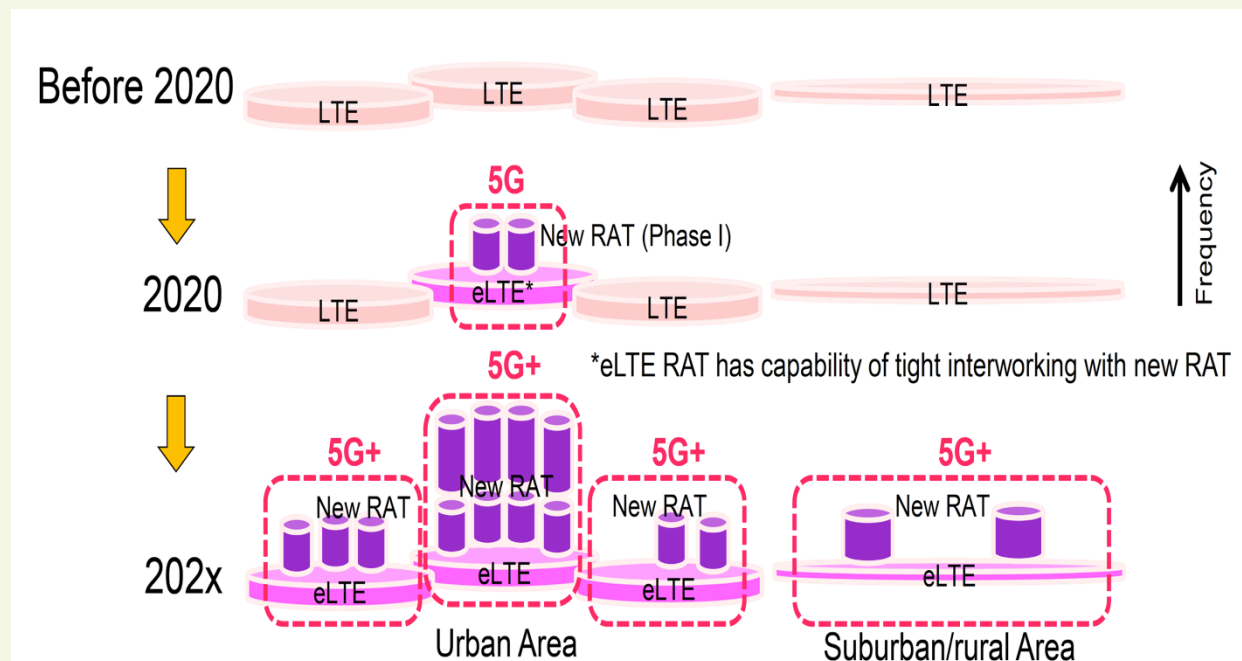 Before 2020
LTE
LTE
LTE
LTE
5G
New RAT (Phase I)
Frequency
2020
LTE
eLTE*
LTE
LTE
*eLTE RAT has capability of tight interworking with new RAT
5G+
5G+
5G+
5G+
New RAT
New RAT
New RAT
New RAT
202x
eLTE
eLTE
eLTE
eLTE
Urban Area
Suburban/rural Area